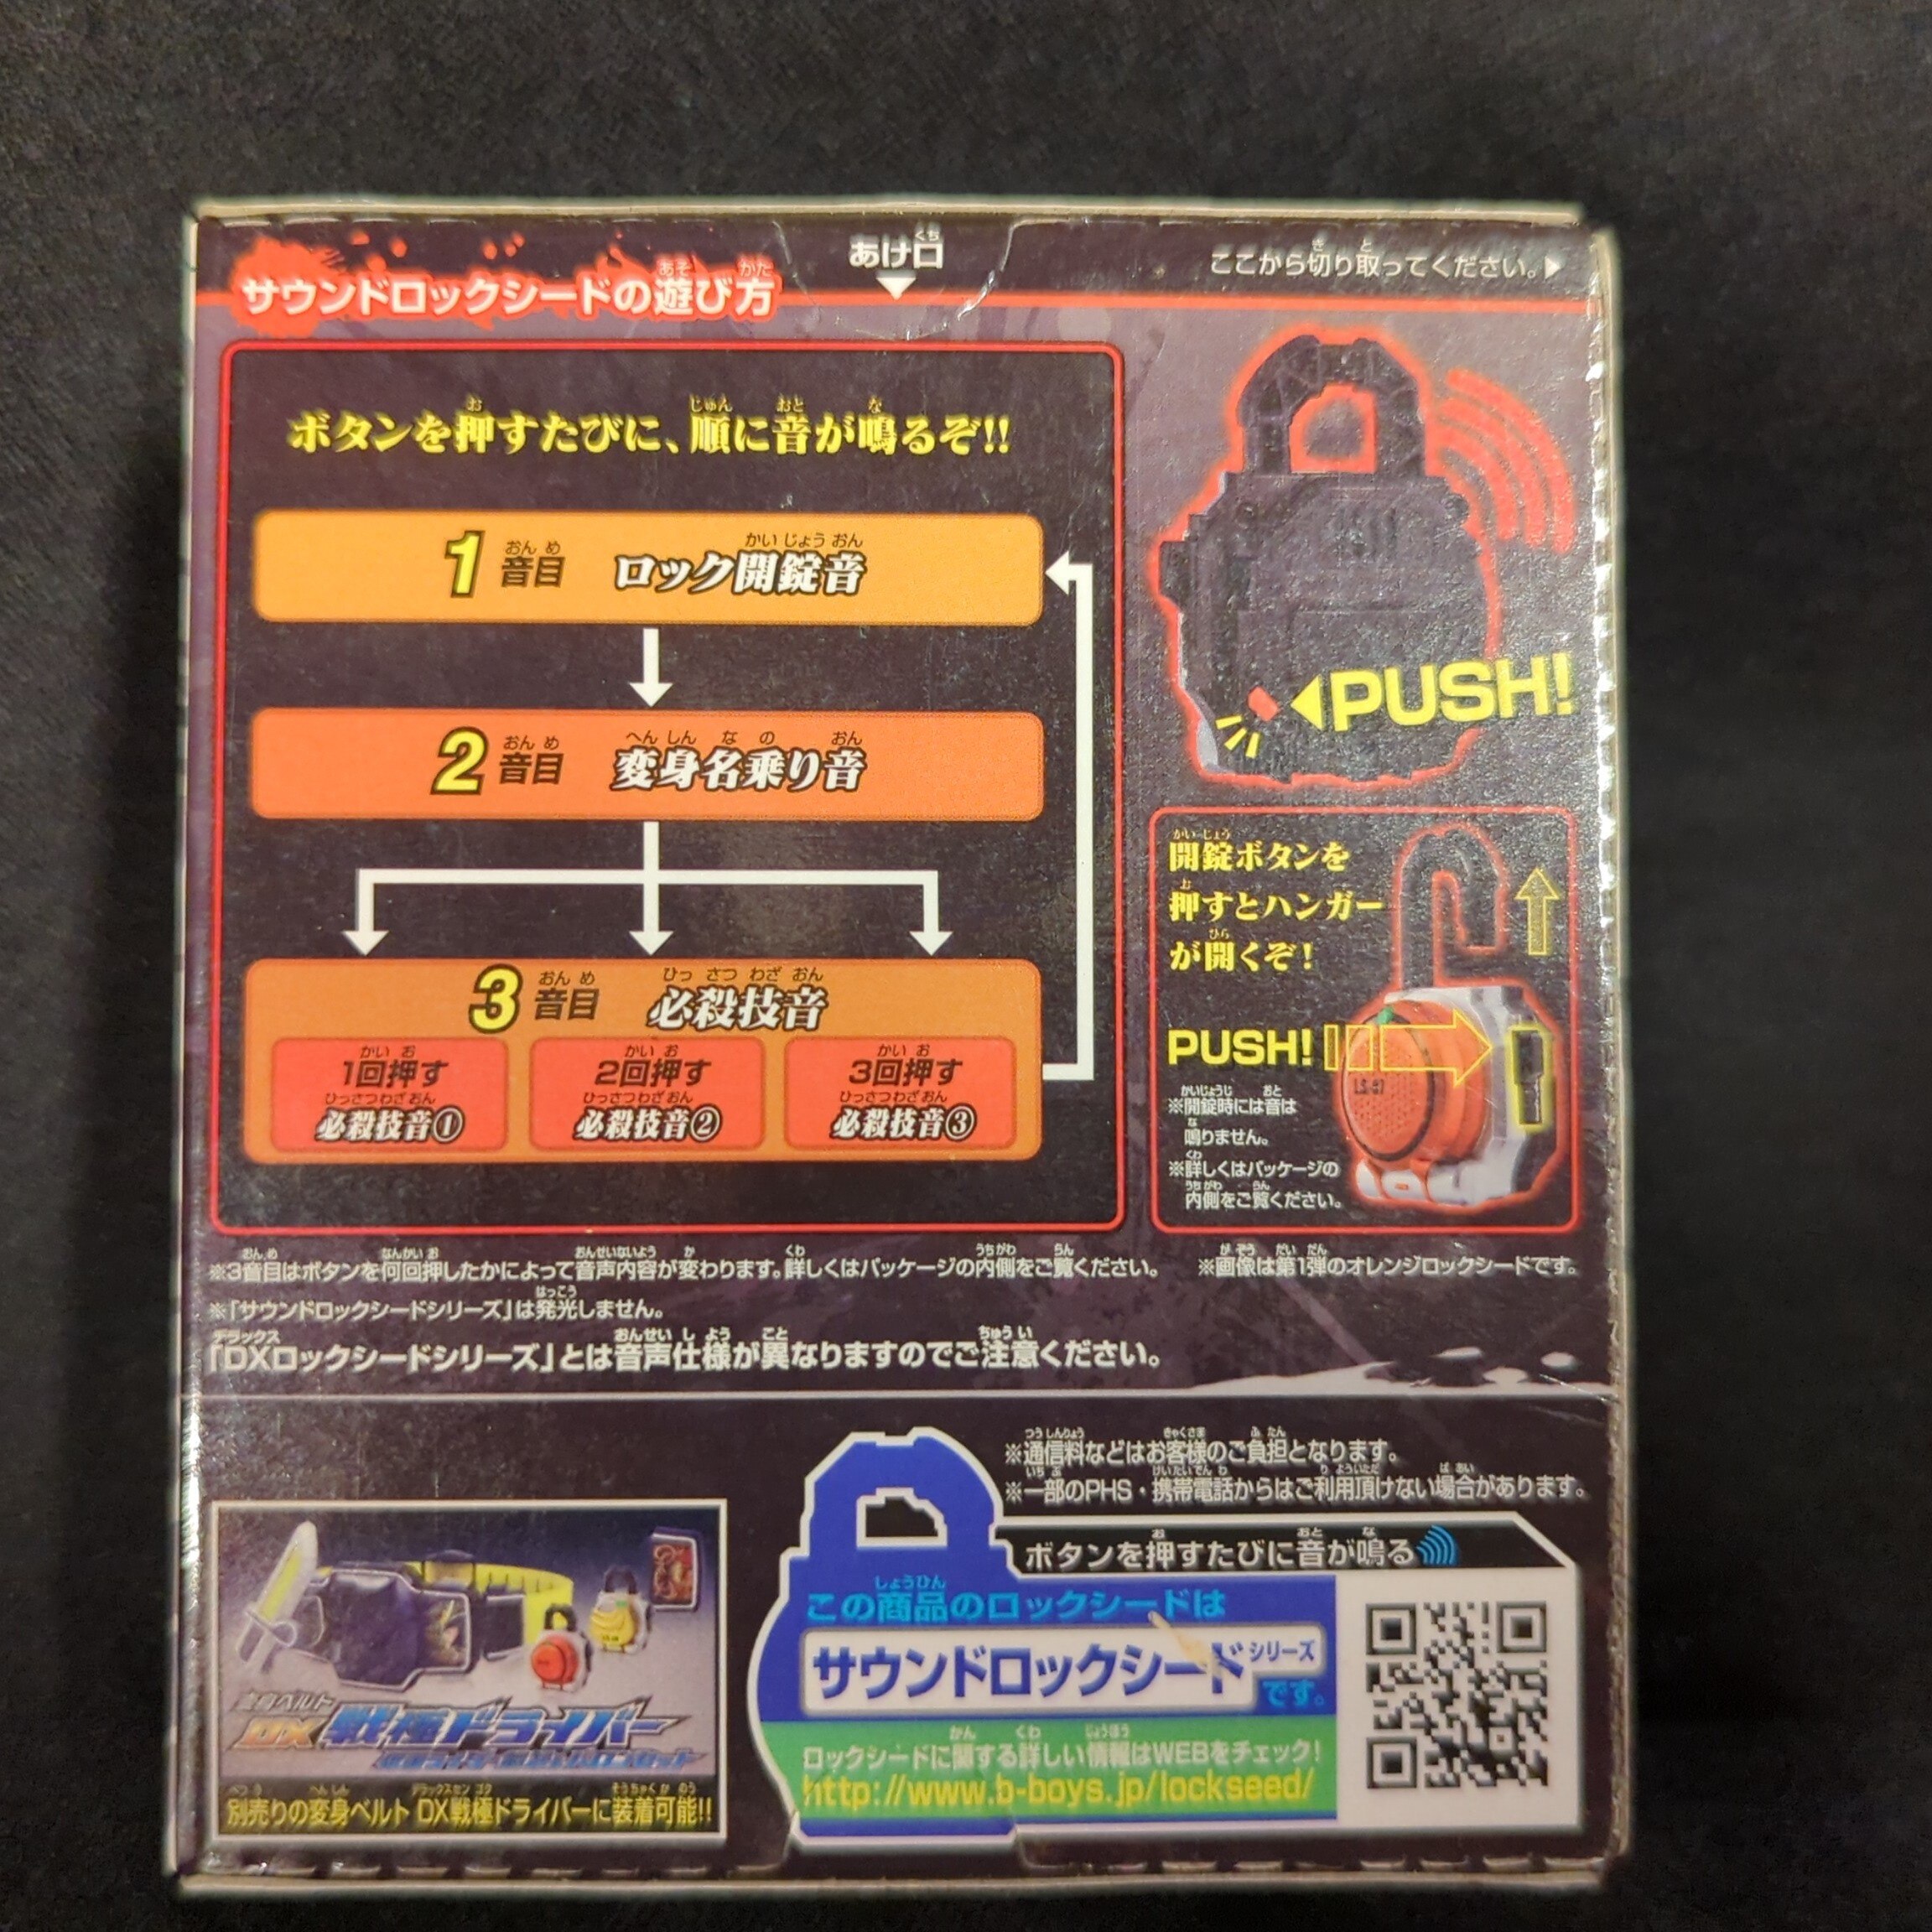 あけ口
ここから切り取ってください。
サウンドロックシードの遊び方
ボタンを押すたびに、順に音が鳴るぞ!!
1音目 ロック開錠音
2音目 変身名乗り音
3音目 必殺技音
1回押す
必殺技音①
2回押す
必殺技音②
3回押す
必殺技音③
PUSH!
開錠ボタンを
押すとハンガー
が開くぞ!
PUSH!
※開錠時には音は
鳴りません。
※詳しくはパッケージの
内側をご覧ください。
※3音目はボタンを何回押したかによって音声内容が変わります。詳しくはパッケージの内側をご覧ください。
※画像は第1弾のオレンジロックシードです。
※「サウンドロックシードシリーズ」は発光しません。
「DXロックシードシリーズ」とは音声仕様が異なりますのでご注意ください。
※通信料などはお客様のご負担となります。
※一部のPHS・携帯電話からはご利用頂けない場合があります。
ボタンを押すたびに音が鳴る
この商品のロックシードは
サウンドロックシードシリーズ
です。
ロックシードに関する詳しい情報はWEBをチェック!
http://www.b-boys.jp/lockseed/
変身ベルト
DX戦極ドライバー
別売りの変身ベルト DX戦極ドライバーに装着可能!!